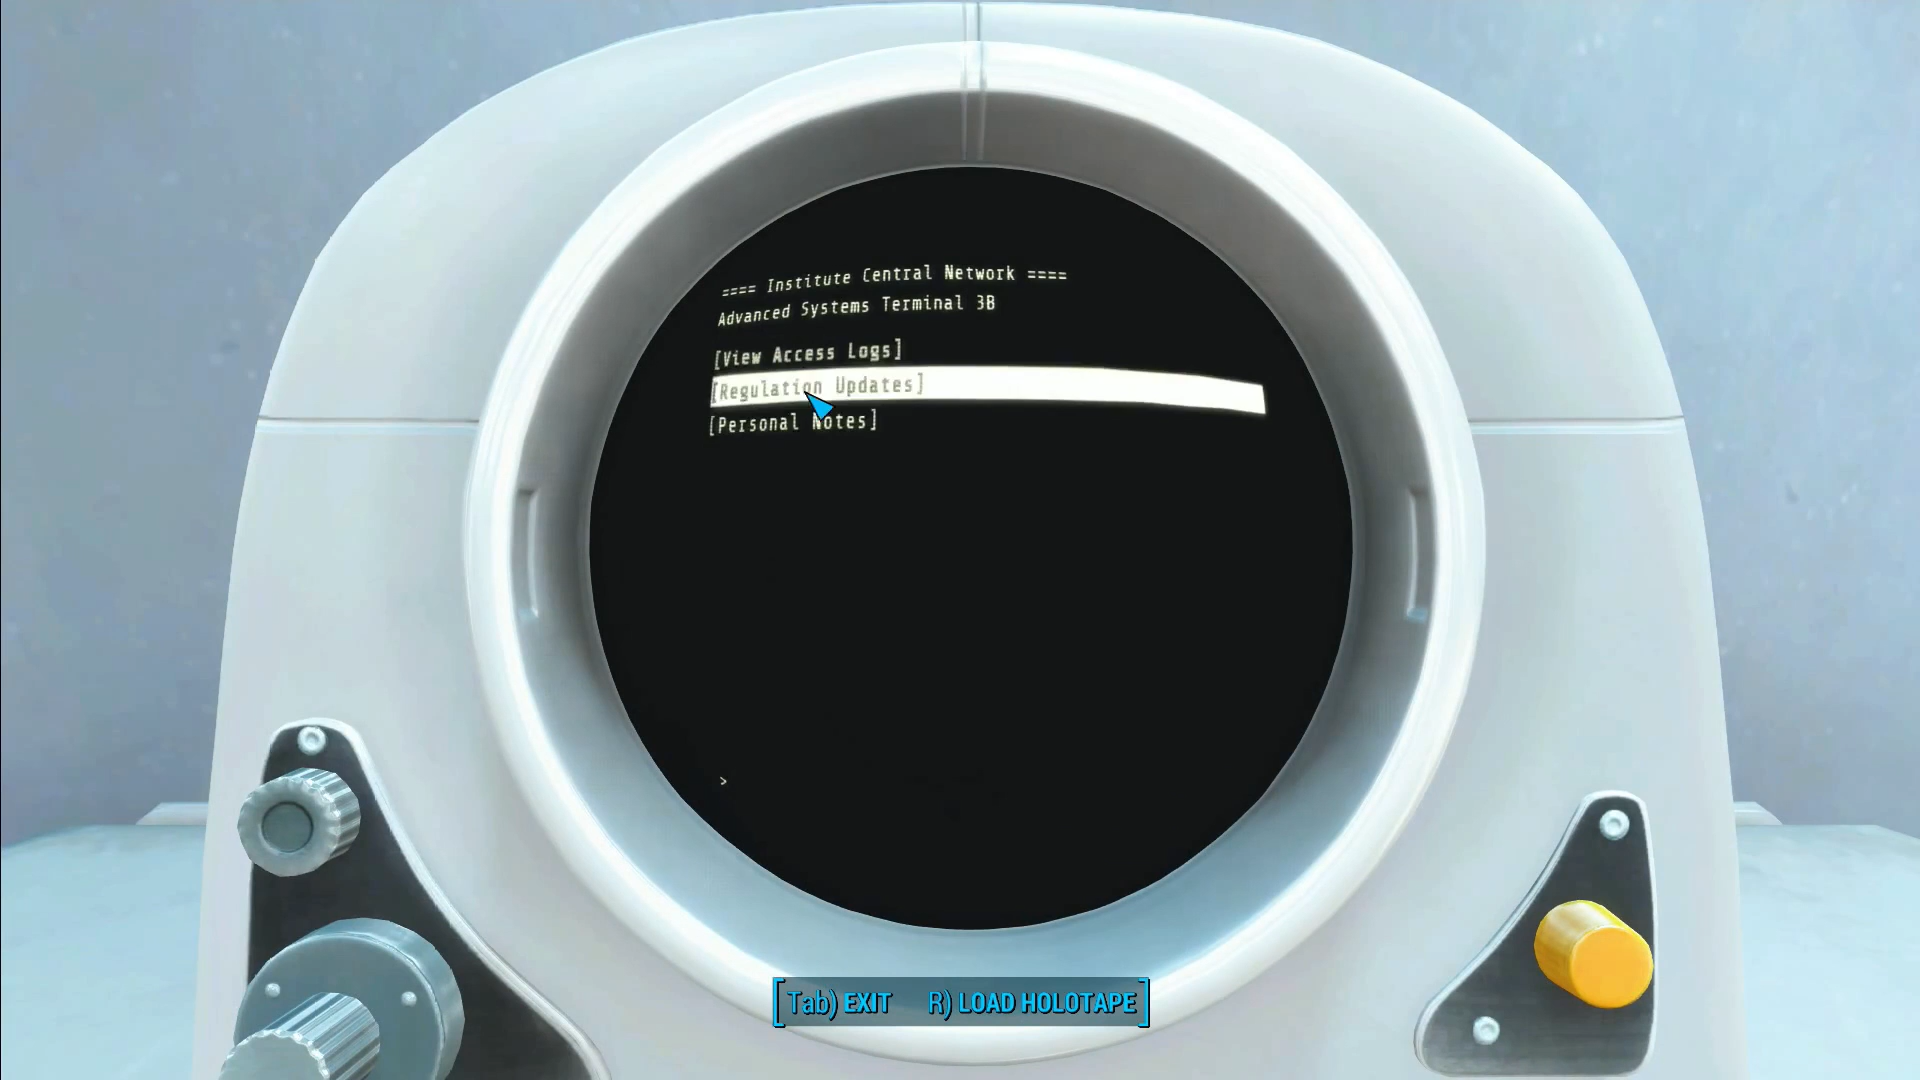 ==== Institute Central Network ====
Advanced Systems Terminal 3B
[View Access Logs]
[Regulation Updates]
[Personal Notes]
>
[Tab) EXIT R) LOAD HOLOTAPE]